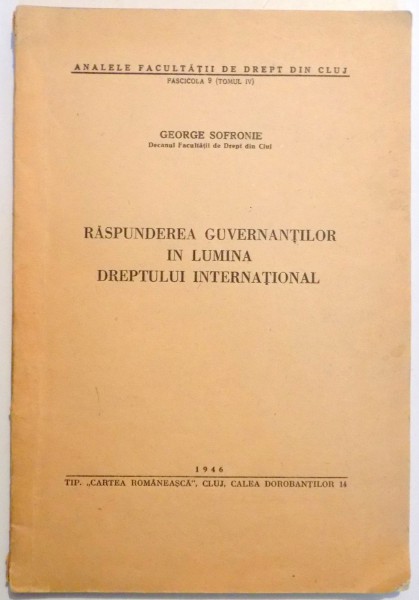 ANALELE FACULTĂȚII DE DREPT DIN CLUJ
FASCICOLA 9 (TOMUL IV)
GEORGE SOFRONIE
Decanul Facultății de Drept din Cluj
RĂSPUNDEREA GUVERNANȚILOR
IN LUMINA
DREPTULUI INTERNAȚIONAL
1946
TIP. „CARTEA ROMÂNEASCĂ”, CLUJ, CALEA DOROBANȚILOR 14